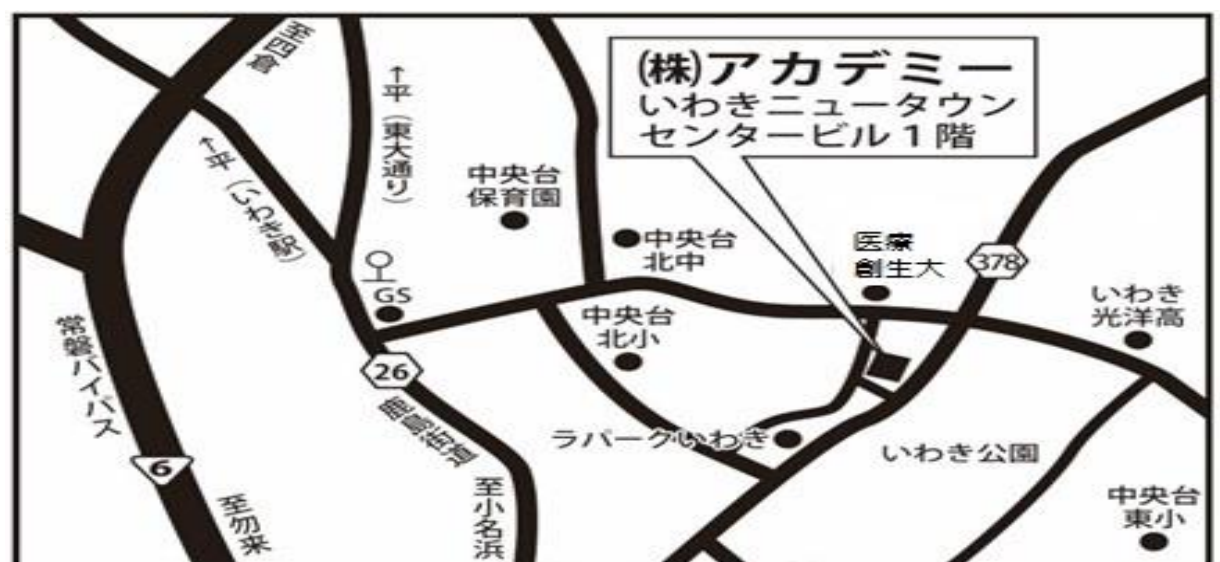 至四倉
↑平(東大通り)
↑平(いわき駅)
㈱アカデミー
いわきニュータウン
センタービル1階
中央台
保育園
中央台
北中
医療
創生大
378
いわき
光洋高
GS
中央台
北小
常磐バイパス
26
鹿島街道
ラパークいわき
いわき公園
6
至勿来
至小名浜
中央台
東小